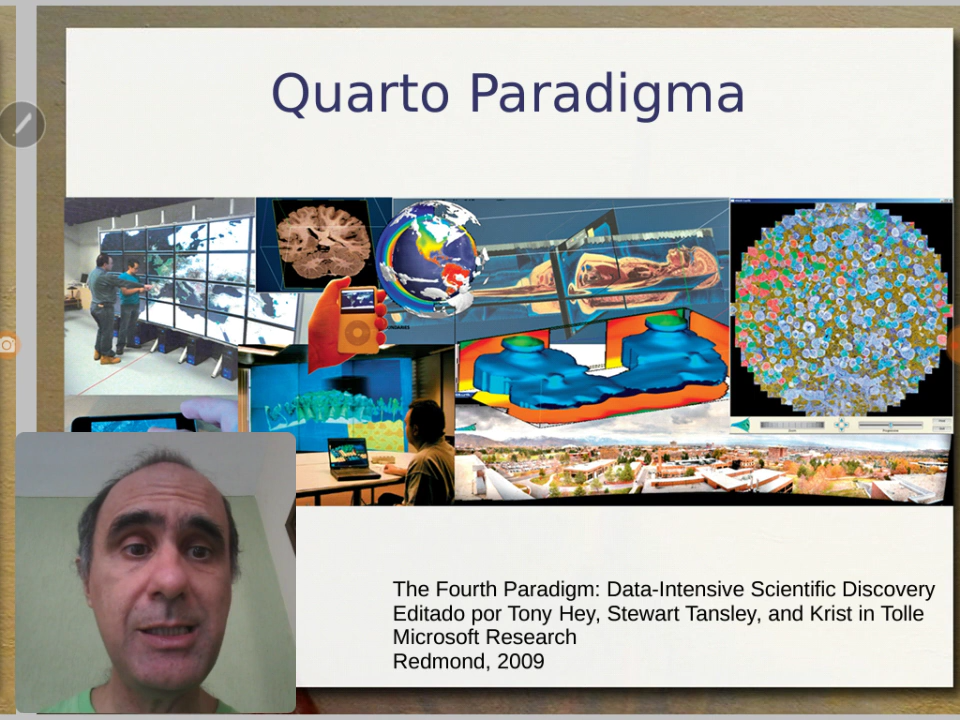 Quarto Paradigma
The Fourth Paradigm: Data-Intensive Scientific Discovery
Editado por Tony Hey, Stewart Tansley, and Krist in Tolle
Microsoft Research
Redmond, 2009